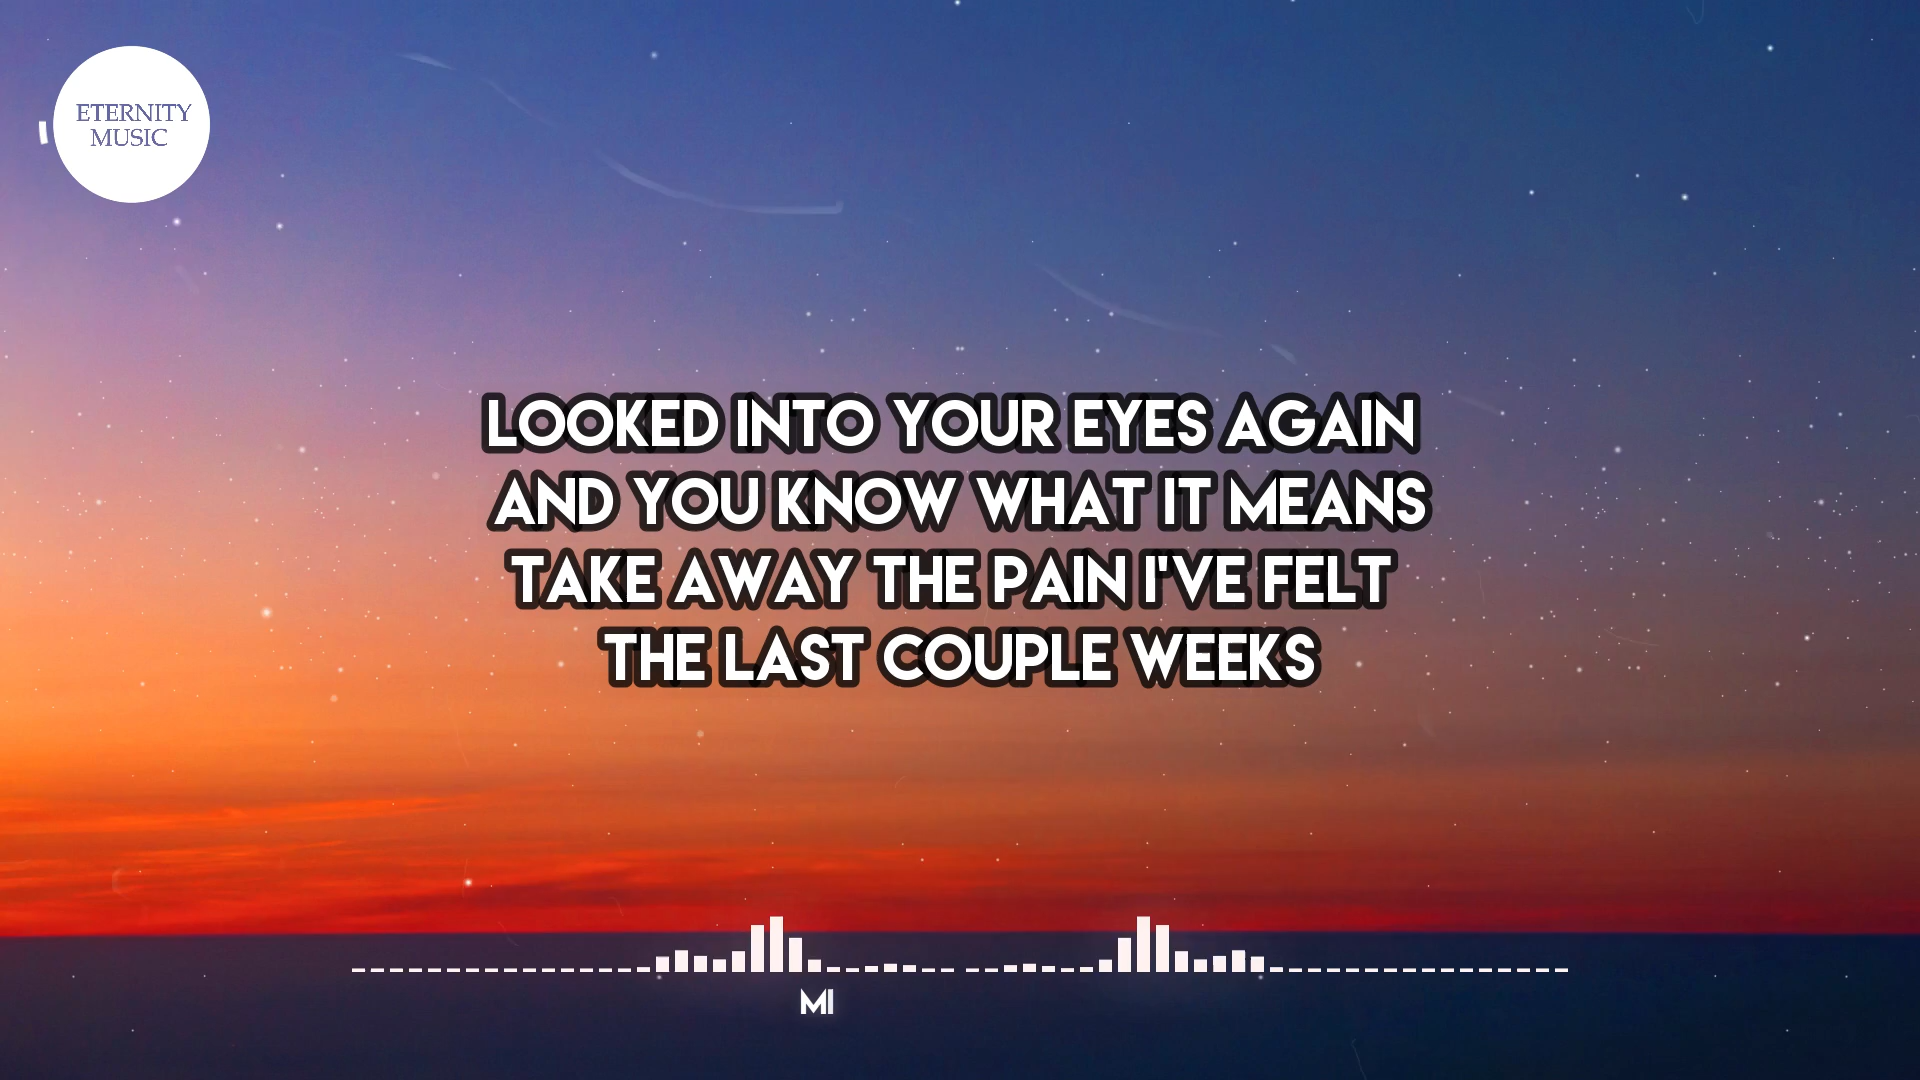 ETERNITY
MUSIC
LOOKED INTO YOUR EYES AGAIN
AND YOU KNOW WHAT IT MEANS
TAKE AWAY THE PAIN I'VE FELT
THE LAST COUPLE WEEKS
MI